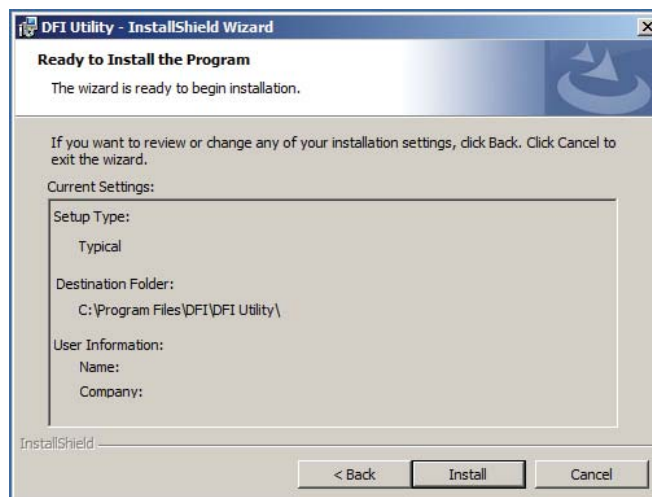 DFI Utility - InstallShield Wizard
Ready to Install the Program
The wizard is ready to begin installation.
If you want to review or change any of your installation settings, click Back. Click Cancel to
exit the wizard.
Current Settings:
Setup Type:
Typical
Destination Folder:
C:\Program Files\DFI\DFI Utility\
User Information:
Name:
Company:
InstallShield
< Back
Install
Cancel